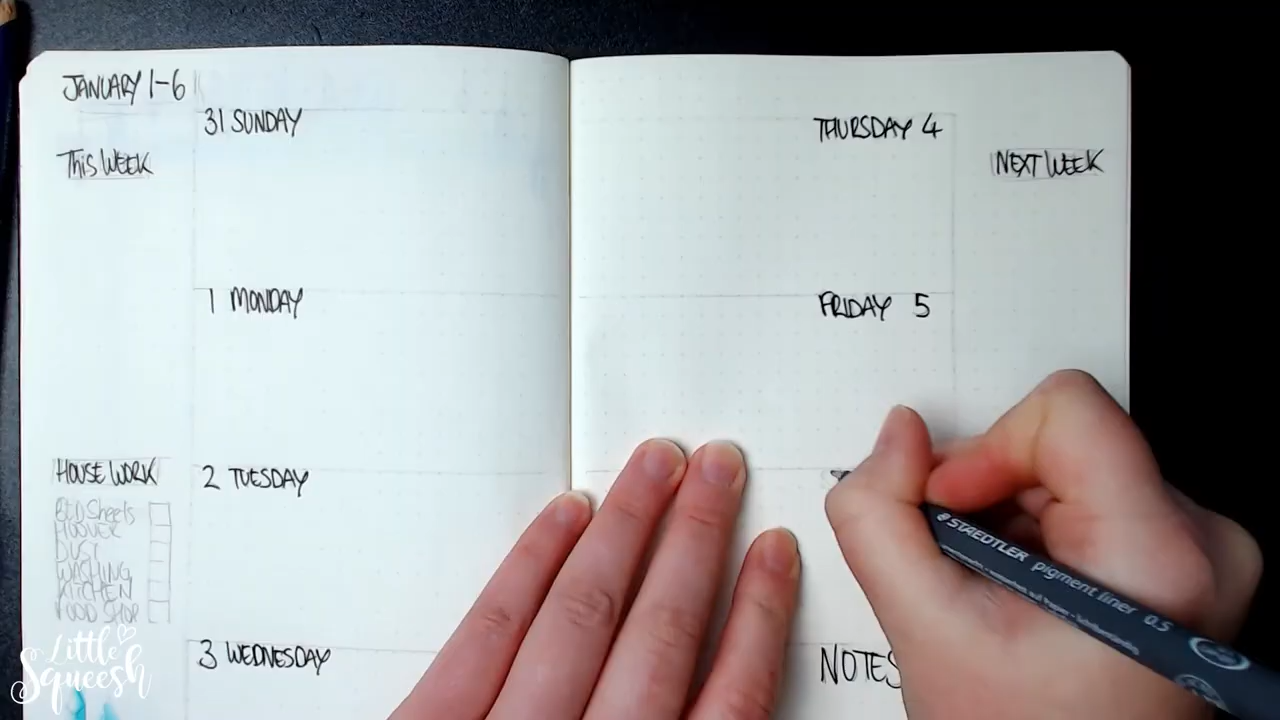 JANUARY 1-6
This WEEK
31 SUNDAY
1 MONDAY
HOUSE WORK
BED Sheets
HOOVER
DUST
WASHING
KITCHEN
FOOD SHOP
2 TUESDAY
3 WEDNESDAY
THURSDAY 4
NEXT WEEK
FRIDAY 5
NOTES
STAEDTLER pigment liner 0.5
Little
Squeesh